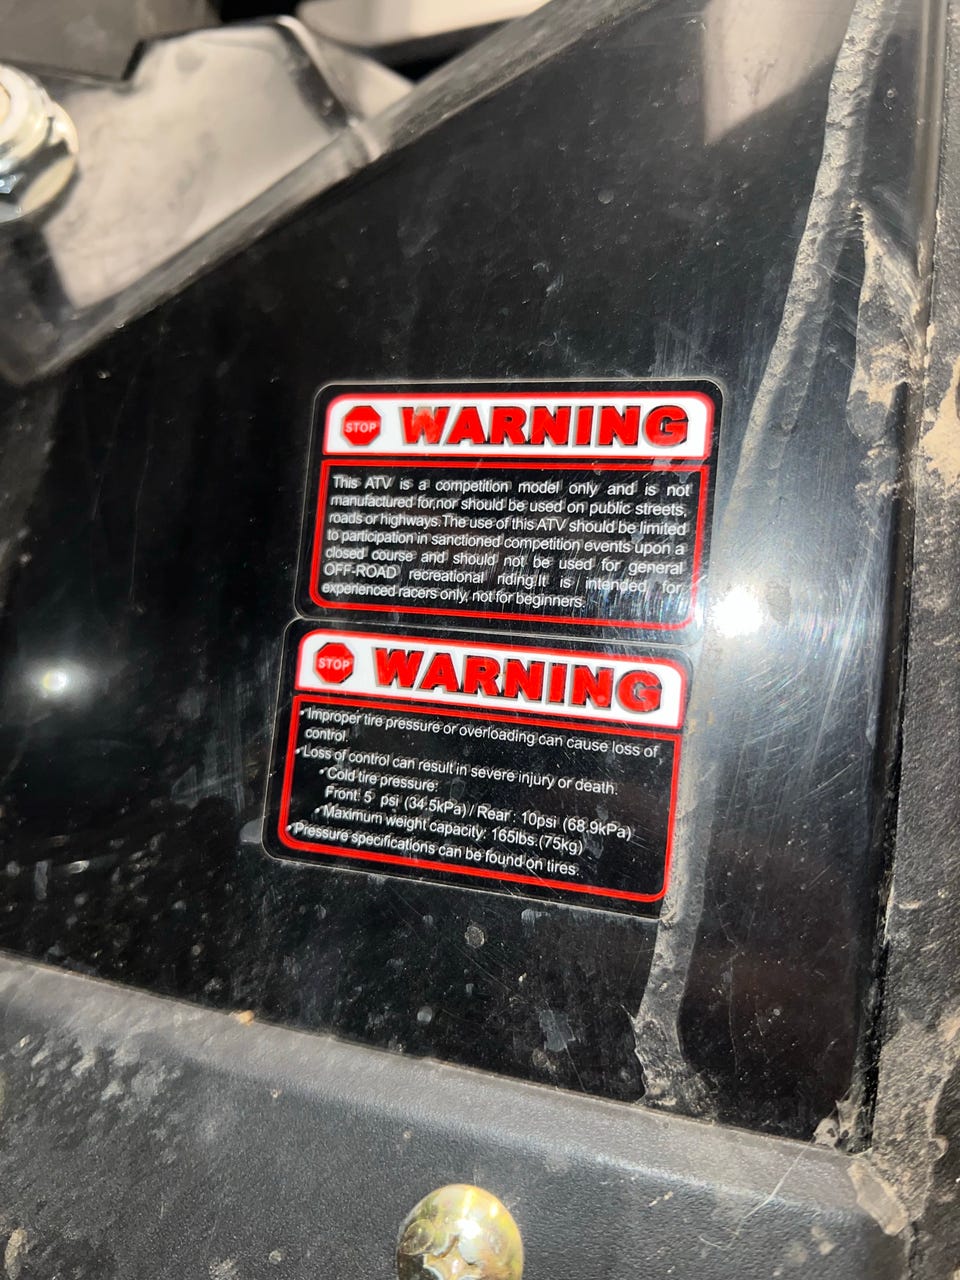 STOP WARNING
This ATV is a competition model only and is not
manufactured for,nor should be used on public streets,
roads or highways.The use of this ATV should be limited
to participation in sanctioned competition events upon a
closed course and should not be used for general
OFF-ROAD recreational riding.It is intended for
experienced racers only, not for beginners.
STOP WARNING
•Improper tire pressure or overloading can cause loss of
control.
•Loss of control can result in severe injury or death.
•Cold tire pressure:
Front: 5 psi (34.5kPa) / Rear : 10psi (68.9kPa)
•Maximum weight capacity: 165lbs.(75kg)
•Pressure specifications can be found on tires.